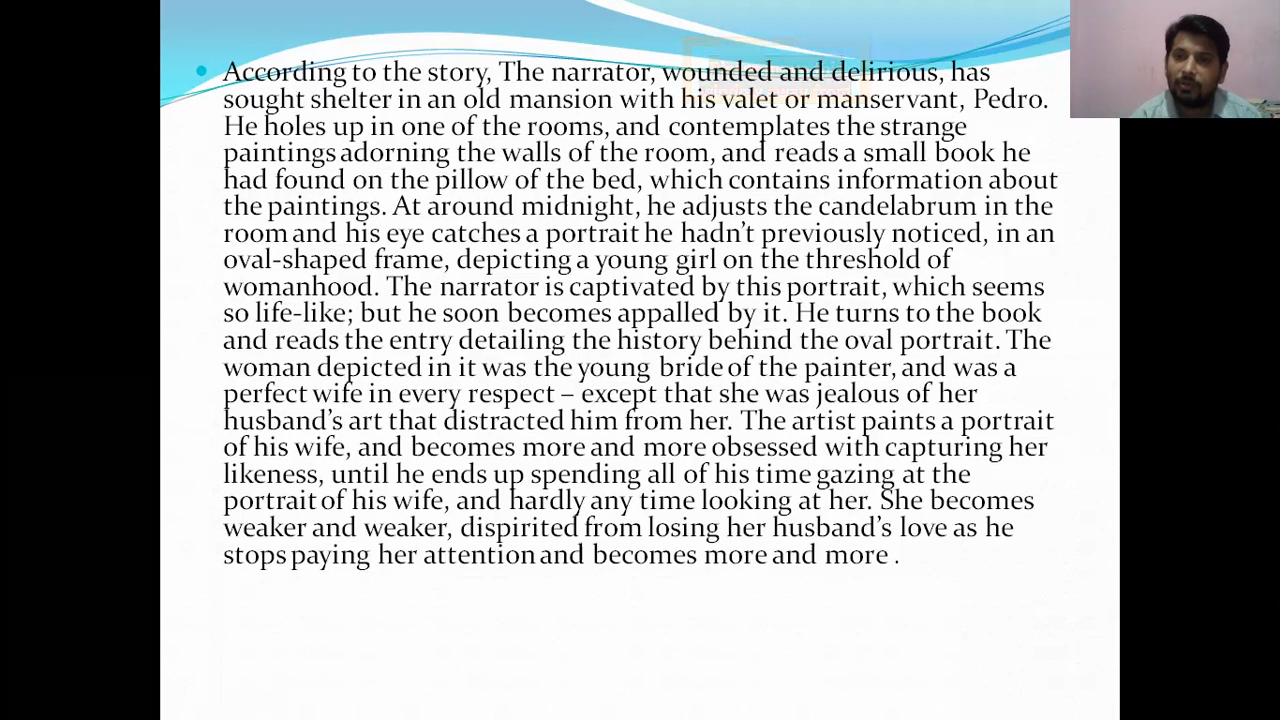 According to the story, The narrator, wounded and delirious, has
sought shelter in an old mansion with his valet or manservant, Pedro.
He holes up in one of the rooms, and contemplates the strange
paintings adorning the walls of the room, and reads a small book he
had found on the pillow of the bed, which contains information about
the paintings. At around midnight, he adjusts the candelabrum in the
room and his eye catches a portrait he hadn’t previously noticed, in an
oval-shaped frame, depicting a young girl on the threshold of
womanhood. The narrator is captivated by this portrait, which seems
so life-like; but he soon becomes appalled by it. He turns to the book
and reads the entry detailing the history behind the oval portrait. The
woman depicted in it was the young bride of the painter, and was a
perfect wife in every respect – except that she was jealous of her
husband’s art that distracted him from her. The artist paints a portrait
of his wife, and becomes more and more obsessed with capturing her
likeness, until he ends up spending all of his time gazing at the
portrait of his wife, and hardly any time looking at her. She becomes
weaker and weaker, dispirited from losing her husband’s love as he
stops paying her attention and becomes more and more .